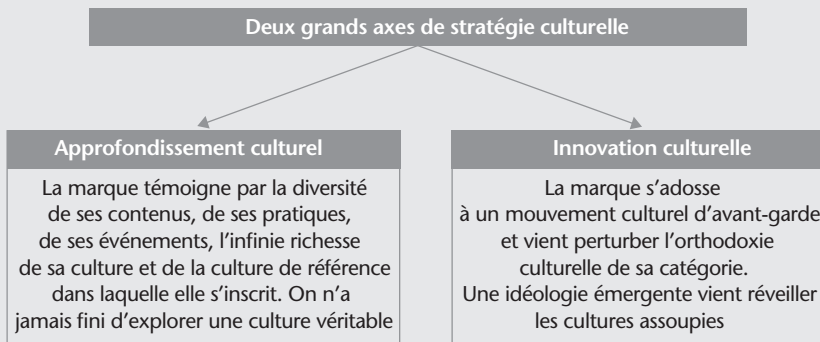 Deux grands axes de stratégie culturelle
Approfondissement culturel
La marque témoigne par la diversité
de ses contenus, de ses pratiques,
de ses événements, l’infinie richesse
de sa culture et de la culture de référence
dans laquelle elle s’inscrit. On n’a
jamais fini d’explorer une culture véritable
Innovation culturelle
La marque s’adosse
à un mouvement culturel d’avant-garde
et vient perturber l’orthodoxie
culturelle de sa catégorie.
Une idéologie émergente vient réveiller
les cultures assoupies